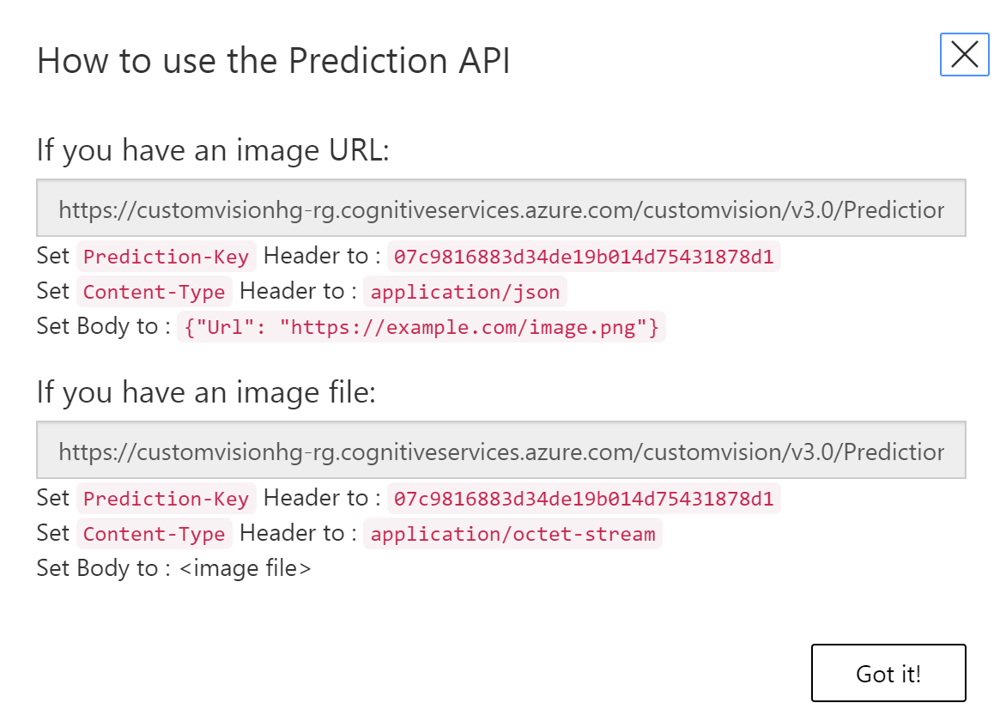 How to use the Prediction API
If you have an image URL:
https://customvisionhg-rg.cognitiveservices.azure.com/customvision/v3.0/Prediction
Set Prediction-Key Header to : 07c9816883d34de19b014d75431878d1
Set Content-Type Header to : application/json
Set Body to : {"Url": "https://example.com/image.png"}
If you have an image file:
https://customvisionhg-rg.cognitiveservices.azure.com/customvision/v3.0/Prediction
Set Prediction-Key Header to : 07c9816883d34de19b014d75431878d1
Set Content-Type Header to : application/octet-stream
Set Body to : <image file>
Got it!